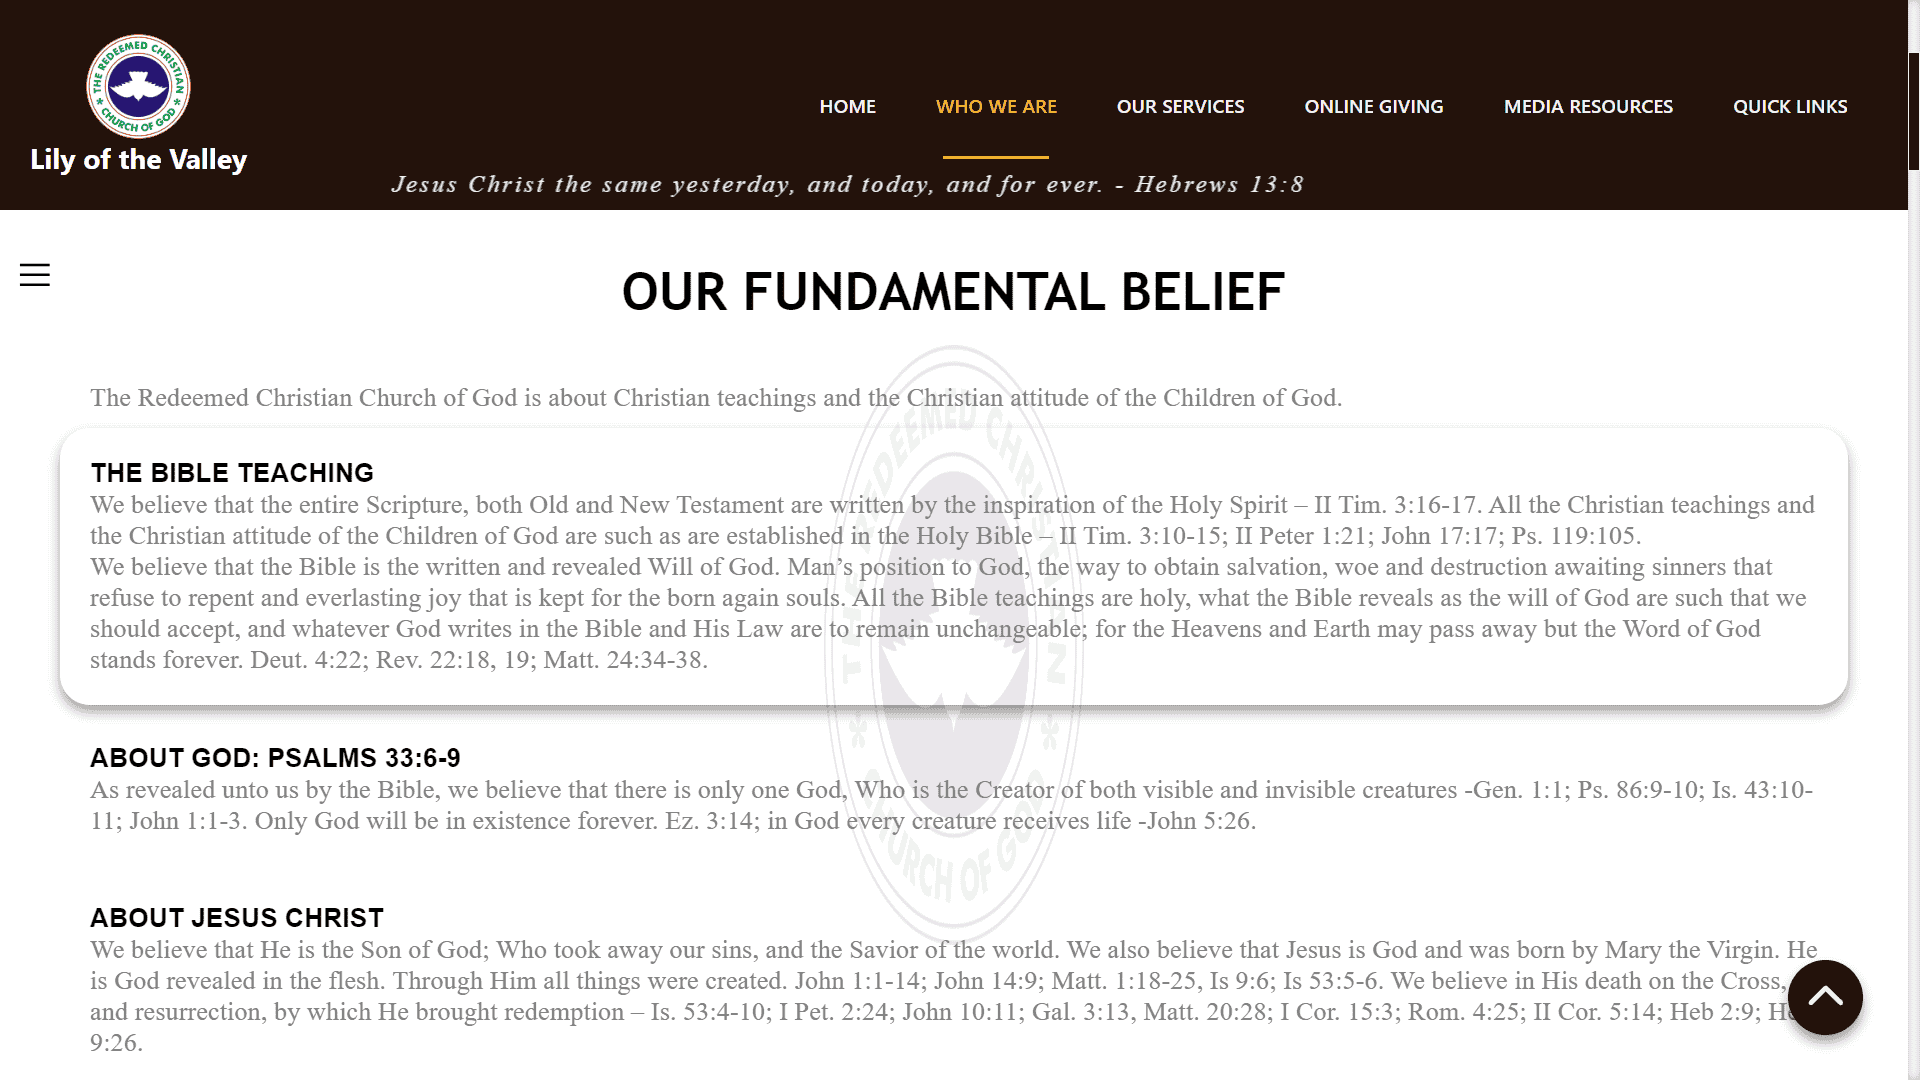 THE REDEEMED CHRISTIAN
CHURCH OF GOD
Lily of the Valley
HOME
WHO WE ARE
OUR SERVICES
ONLINE GIVING
MEDIA RESOURCES
QUICK LINKS
Jesus Christ the same yesterday, and today, and for ever. - Hebrews 13:8
OUR FUNDAMENTAL BELIEF
The Redeemed Christian Church of God is about Christian teachings and the Christian attitude of the Children of God.
THE BIBLE TEACHING
We believe that the entire Scripture, both Old and New Testament are written by the inspiration of the Holy Spirit – II Tim. 3:16-17. All the Christian teachings and
the Christian attitude of the Children of God are such as are established in the Holy Bible – II Tim. 3:10-15; II Peter 1:21; John 17:17; Ps. 119:105.
We believe that the Bible is the written and revealed Will of God. Man’s position to God, the way to obtain salvation, woe and destruction awaiting sinners that
refuse to repent and everlasting joy that is kept for the born again souls. All the Bible teachings are holy, what the Bible reveals as the will of God are such that we
should accept, and whatever God writes in the Bible and His Law are to remain unchangeable; for the Heavens and Earth may pass away but the Word of God
stands forever. Deut. 4:22; Rev. 22:18, 19; Matt. 24:34-38.
ABOUT GOD: PSALMS 33:6-9
As revealed unto us by the Bible, we believe that there is only one God, Who is the Creator of both visible and invisible creatures -Gen. 1:1; Ps. 86:9-10; Is. 43:10-
11; John 1:1-3. Only God will be in existence forever. Ez. 3:14; in God every creature receives life -John 5:26.
ABOUT JESUS CHRIST
We believe that He is the Son of God; Who took away our sins, and the Savior of the world. We also believe that Jesus is God and was born by Mary the Virgin. He
is God revealed in the flesh. Through Him all things were created. John 1:1-14; John 14:9; Matt. 1:18-25, Is 9:6; Is 53:5-6. We believe in His death on the Cross,
and resurrection, by which He brought redemption – Is. 53:4-10; I Pet. 2:24; John 10:11; Gal. 3:13, Matt. 20:28; I Cor. 15:3; Rom. 4:25; II Cor. 5:14; Heb 2:9;
9:26.
THE REDEEMED CHRISTIAN
CHURCH OF GOD